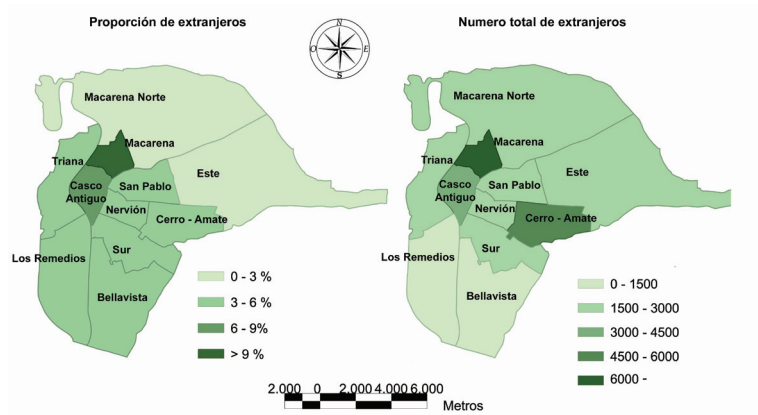 Proporción de extranjeros
Numero total de extranjeros
N
O
E
S
Macarena Norte
Macarena
Triana
Este
Casco
Antiguo
San Pablo
Nervión
Cerro - Amate
Los Remedios
Sur
Bellavista
0 - 3 %
3 - 6 %
6 - 9%
> 9 %
Macarena Norte
Macarena
Triana
Este
Casco
Antiguo
San Pablo
Nervión
Cerro - Amate
Los Remedios
Sur
Bellavista
0 - 1500
1500 - 3000
3000 - 4500
4500 - 6000
6000 -
2.000 0 2.000 4.000 6.000
Metros